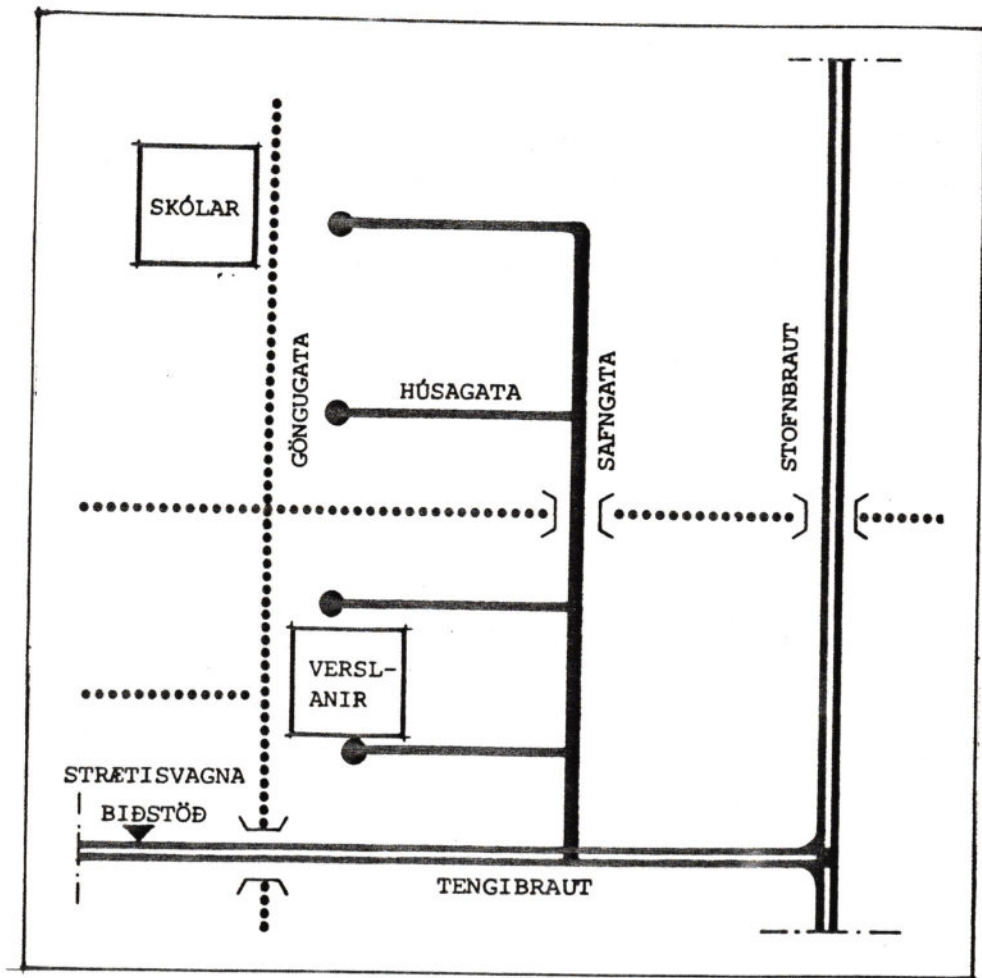 SKÓLAR
GÖNGUGATA
HÚSAGATA
SAFNGATA
STOFNBRAUT
VERSL-
ANIR
STRÆTISVAGNA
BIÐSTÖÐ
TENGIBRAUT